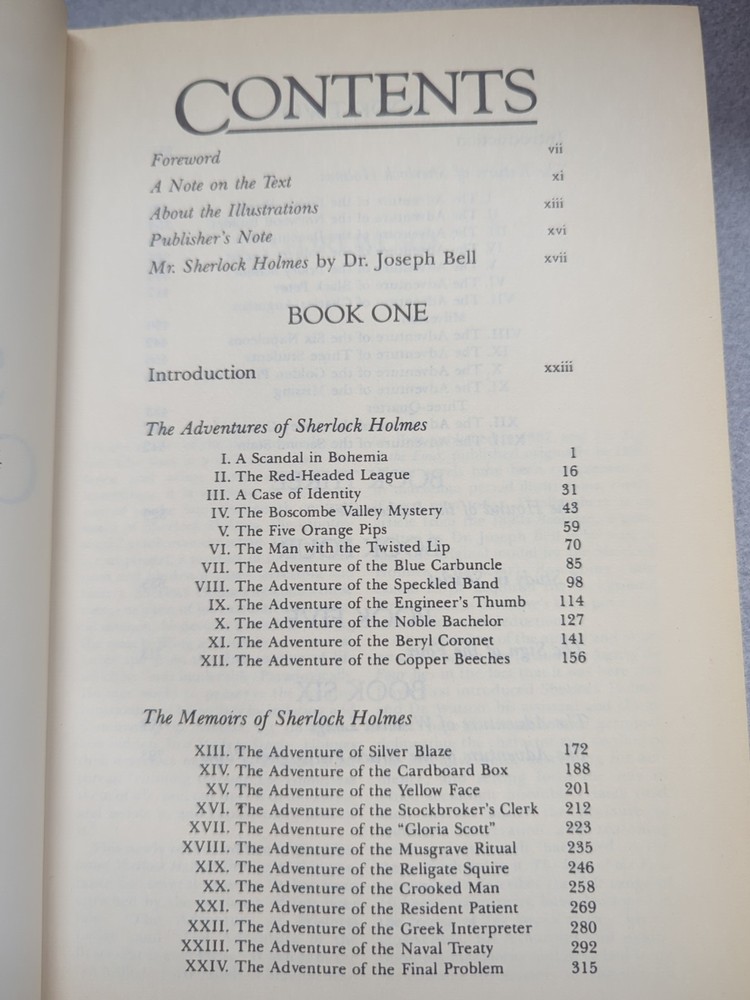 CONTENTS
Foreword vii
A Note on the Text xi
About the Illustrations xiii
Publisher's Note xvi
Mr. Sherlock Holmes by Dr. Joseph Bell xvii
BOOK ONE
Introduction xxiii
The Adventures of Sherlock Holmes
I. A Scandal in Bohemia 1
II. The Red-Headed League 16
III. A Case of Identity 31
IV. The Boscombe Valley Mystery 43
V. The Five Orange Pips 59
VI. The Man with the Twisted Lip 70
VII. The Adventure of the Blue Carbuncle 85
VIII. The Adventure of the Speckled Band 98
IX. The Adventure of the Engineer's Thumb 114
X. The Adventure of the Noble Bachelor 127
XI. The Adventure of the Beryl Coronet 141
XII. The Adventure of the Copper Beeches 156
The Memoirs of Sherlock Holmes
XIII. The Adventure of Silver Blaze 172
XIV. The Adventure of the Cardboard Box 188
XV. The Adventure of the Yellow Face 201
XVI. The Adventure of the Stockbroker's Clerk 212
XVII. The Adventure of the "Gloria Scott" 223
XVIII. The Adventure of the Musgrave Ritual 235
XIX. The Adventure of the Religate Squire 246
XX. The Adventure of the Crooked Man 258
XXI. The Adventure of the Resident Patient 269
XXII. The Adventure of the Greek Interpreter 280
XXIII. The Adventure of the Naval Treaty 292
XXIV. The Adventure of the Final Problem 315